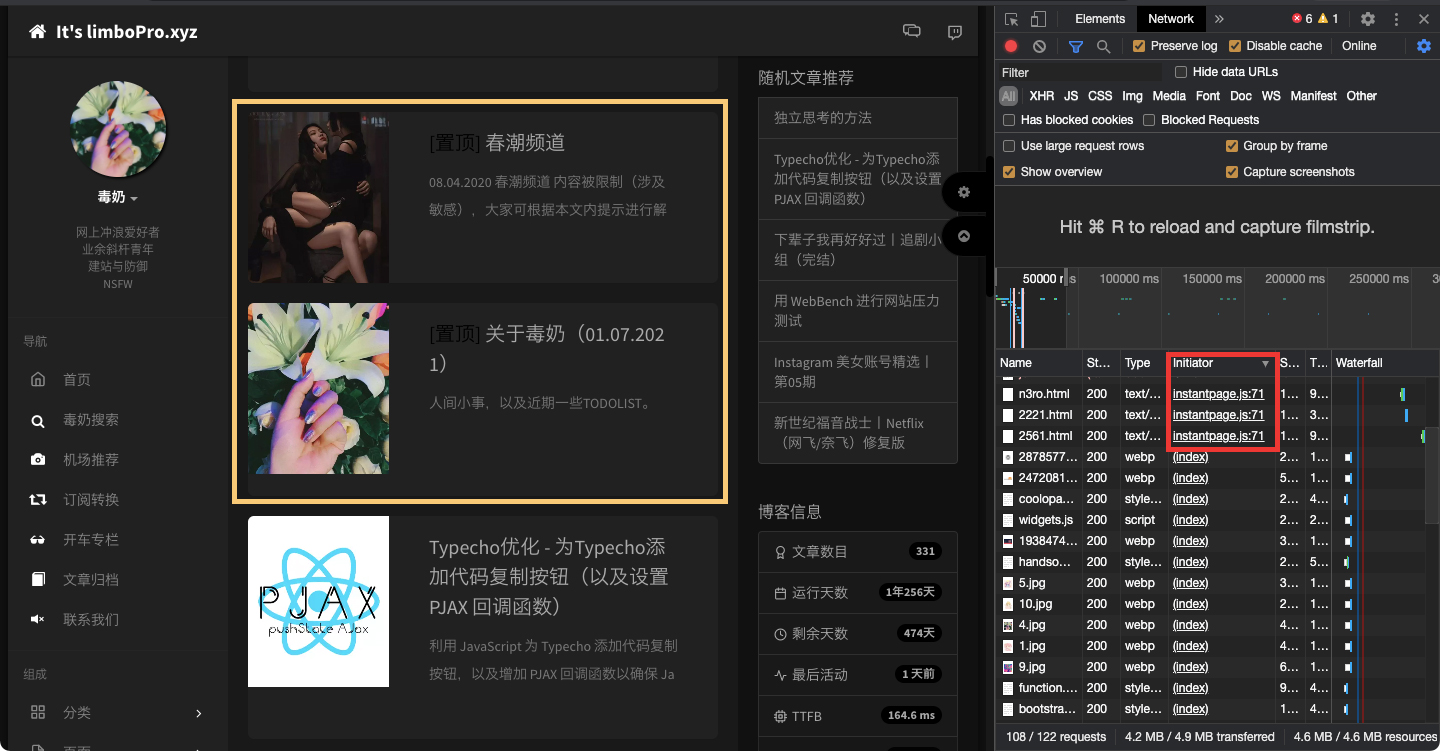 It's limboPro.xyz
毒奶
网上冲浪爱好者
业余斜杆青年
建站与防御
NSFW
导航
首页
毒奶搜索
机场推荐
订阅转换
开车专栏
文章归档
联系我们
组成
分类
[置顶] 春潮频道
08.04.2020 春潮频道 内容被限制（涉及
敏感），大家可根据本文内提示进行解
[置顶] 关于毒奶（01.07.202
1）
人间小事，以及近期一些TODOLIST。
PJAX
pushState Ajax
Typecho优化 - 为Typecho添
加代码复制按钮（以及设置
PJAX 回调函数）
利用 JavaScript 为 Typecho 添加代码复制
按钮，以及增加 PJAX 回调函数以确保 Ja
随机文章推荐
独立思考的方法
Typecho优化 - 为Typecho添
加代码复制按钮（以及设置
PJAX 回调函数）
下辈子我再好好过丨追剧小
组（完结）
用 WebBench 进行网站压力
测试
Instagram 美女账号精选丨
第05期
新世纪福音战士丨Netflix
（网飞/奈飞）修复版
博客信息
文章数目 331
运行天数 1年256天
剩余天数 474天
最后活动 1 天前
TTFB 164.6 ms
Elements Network » 6 1
Preserve log Disable cache Online
Filter Hide data URLs
All XHR JS CSS Img Media Font Doc WS Manifest Other
Has blocked cookies Blocked Requests
Use large request rows Group by frame
Show overview Capture screenshots
Hit ⌘ R to reload and capture filmstrip.
50000 ms 100000 ms 150000 ms 200000 ms 250000 ms
Name St... Type Initiator S... T... Waterfall
n3ro.html 200 text/... instantpage.js:71 1... 9...
2221.html 200 text/... instantpage.js:71 1... 3...
2561.html 200 text/... instantpage.js:71 1... 9...
2878577... 200 webp (index) 2... 1...
2472081... 200 webp (index) 5... 1...
coolopa... 200 style... (index) 2... 4...
widgets.js 200 script (index) 2... 1...
1938474... 200 webp (index) 3... 1...
handso... 200 style... (index) 2... 5...
5.jpg 200 webp (index) 3... 1...
10.jpg 200 webp (index) 2... 1...
4.jpg 200 webp (index) 4... 1...
1.jpg 200 webp (index) 4... 1...
9.jpg 200 webp (index) 6... 1...
function.... 200 style... (index) 9... 4...
bootstra... 200 style... (index) 2... 4...
108 / 122 requests 4.2 MB / 4.9 MB transferred 4.6 MB / 4.6 MB resources